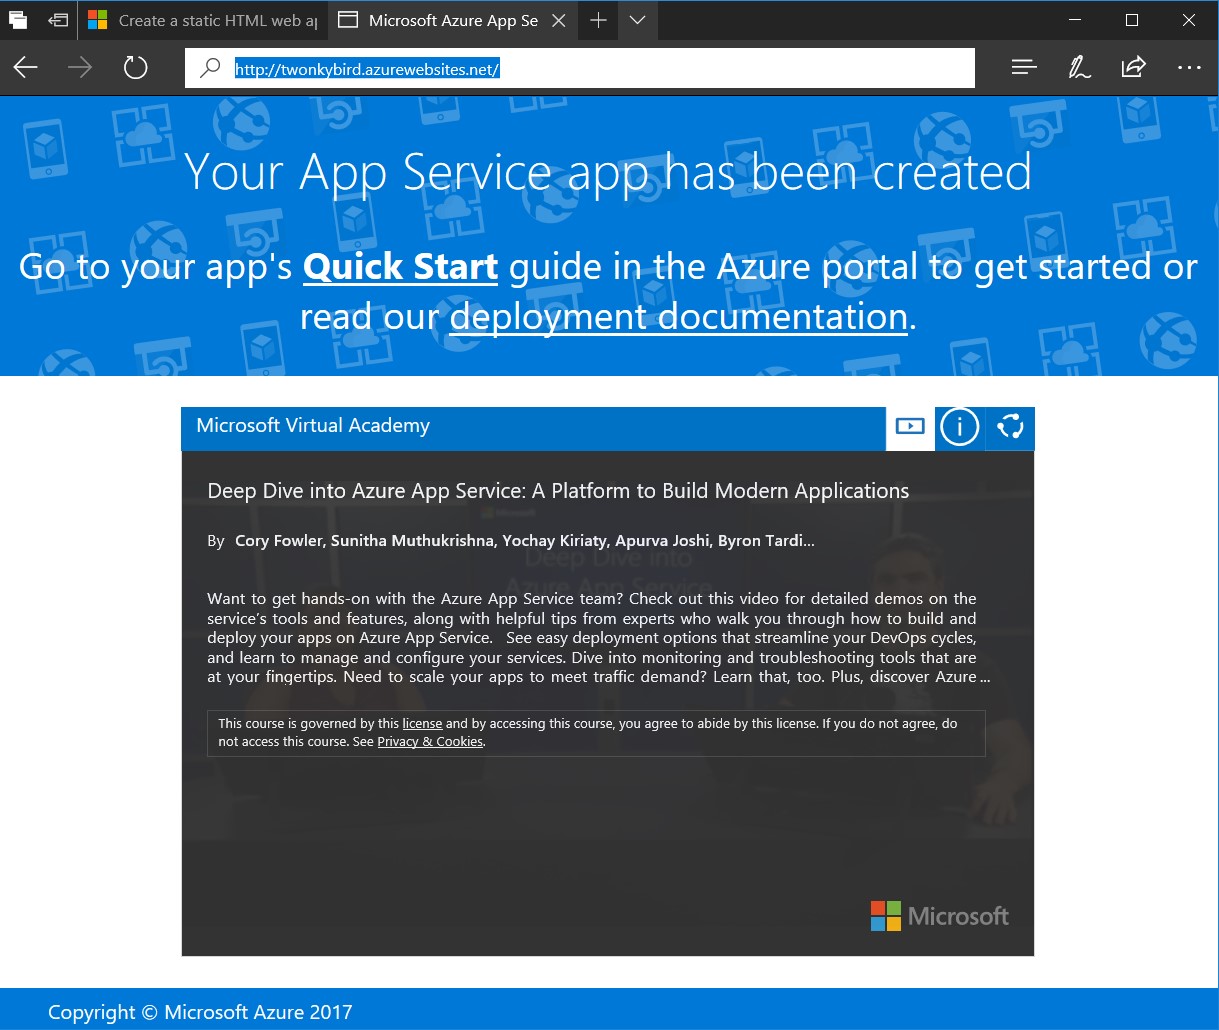 Create a static HTML web ap
Microsoft Azure App Se
http://twonkybird.azurewebsites.net/
Your App Service app has been created
Go to your app's Quick Start guide in the Azure portal to get started or
read our deployment documentation.
Microsoft Virtual Academy
Deep Dive into Azure App Service: A Platform to Build Modern Applications
By Cory Fowler, Sunitha Muthukrishna, Yochay Kiriaty, Apurva Joshi, Byron Tardi...
Microsoft
Deep Dive into
Azure App Service
Want to get hands-on with the Azure App Service team? Check out this video for detailed demos on the
service's tools and features, along with helpful tips from experts who walk you through how to build and
deploy your apps on Azure App Service. See easy deployment options that streamline your DevOps cycles,
and learn to manage and configure your services. Dive into monitoring and troubleshooting tools that are
at your fingertips. Need to scale your apps to meet traffic demand? Learn that, too. Plus, discover Azure ...
This course is governed by this license and by accessing this course, you agree to abide by this license. If you do not agree, do
not access this course. See Privacy & Cookies.
Microsoft
Copyright © Microsoft Azure 2017